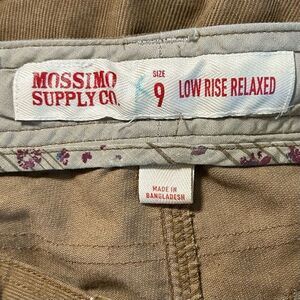 MOSSIMO
SUPPLY CO.
SIZE
9
LOW RISE RELAXED
MADE IN
BANGLADESH